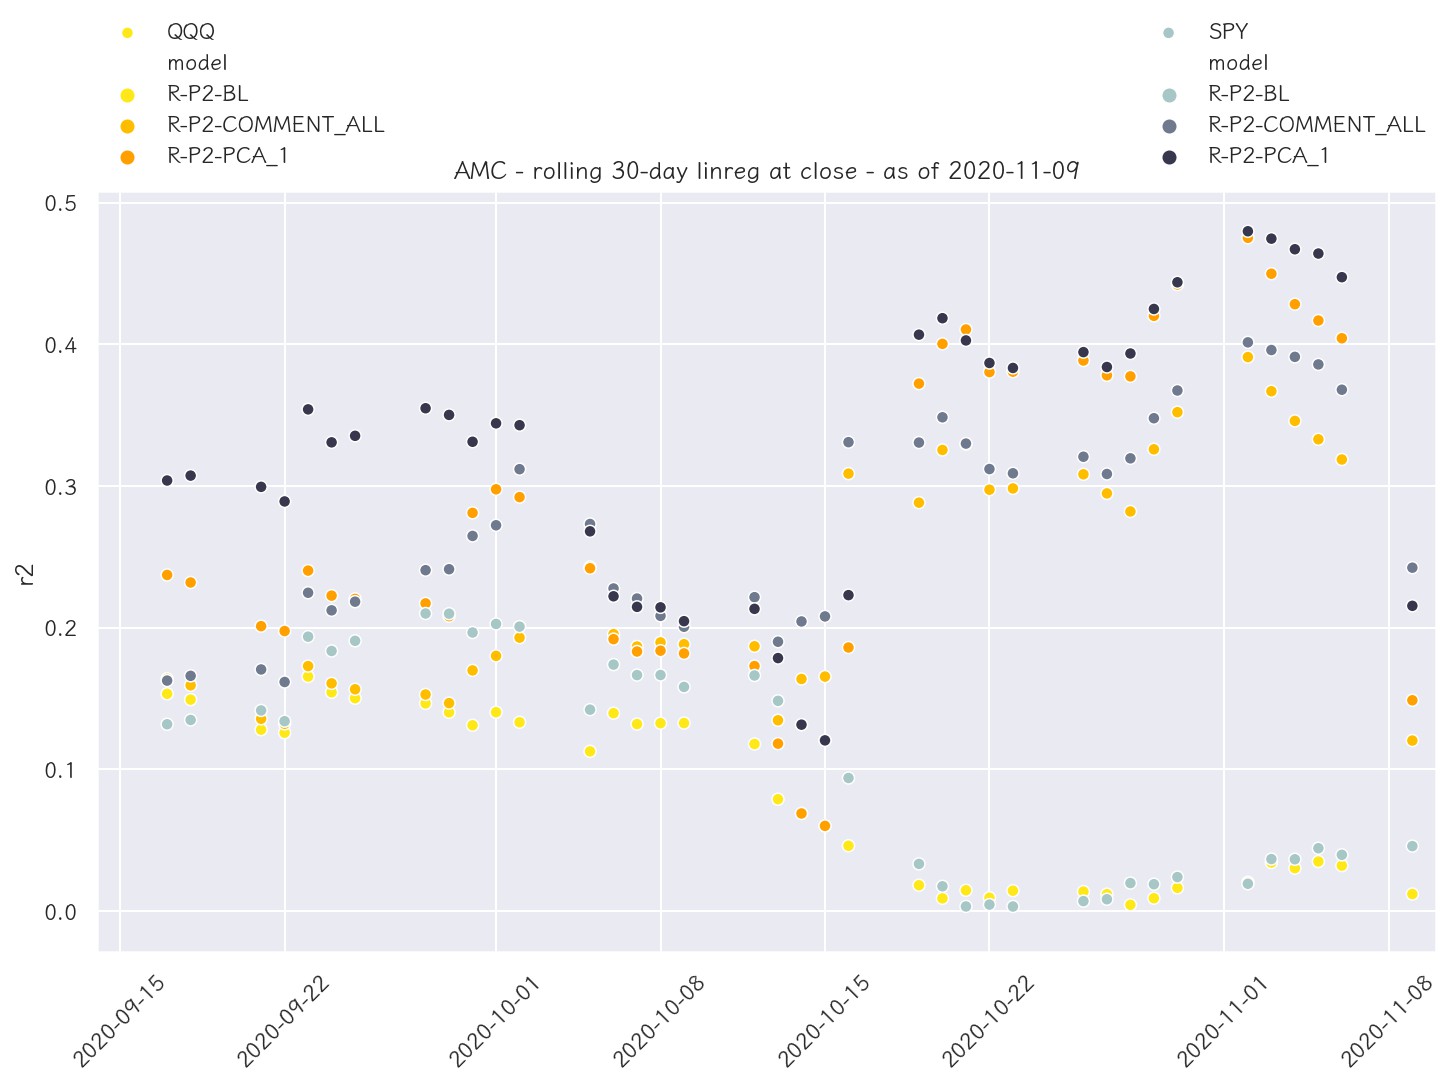 QQQ
model
R-P2-BL
R-P2-COMMENT_ALL
R-P2-PCA_1
SPY
model
R-P2-BL
R-P2-COMMENT_ALL
R-P2-PCA_1
AMC - rolling 30-day linreg at close - as of 2020-11-09
r2
0.5
0.4
0.3
0.2
0.1
0.0
2020-09-15
2020-09-22
2020-10-01
2020-10-08
2020-10-15
2020-10-22
2020-11-01
2020-11-08